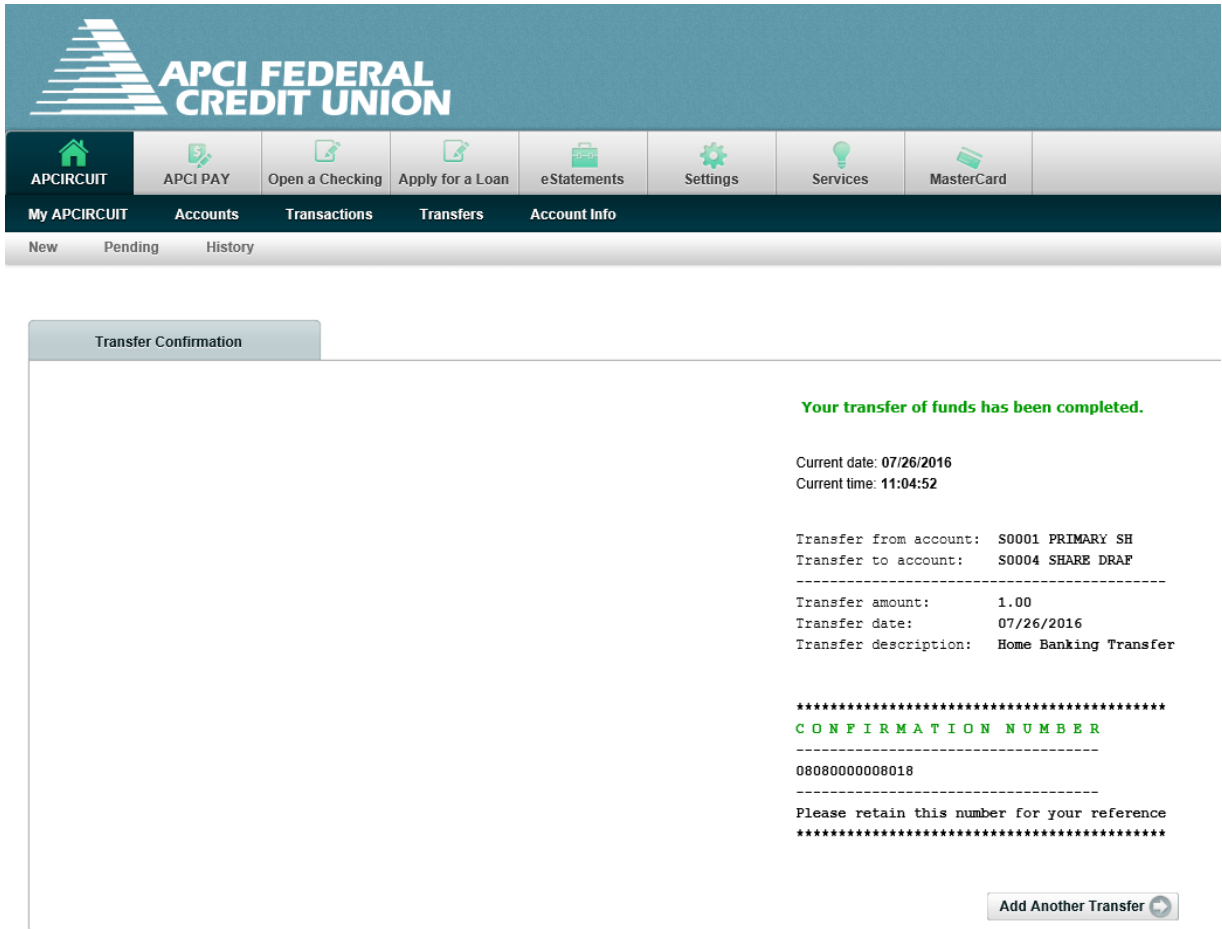 APCI FEDERAL
CREDIT UNION
APCIRCUIT APCI PAY Open a Checking Apply for a Loan eStatements Settings Services MasterCard
My APCIRCUIT Accounts Transactions Transfers Account Info
New Pending History
Transfer Confirmation
Your transfer of funds has been completed.
Current date: 07/26/2016
Current time: 11:04:52
Transfer from account: S0001 PRIMARY SH
Transfer to account: S0004 SHARE DRAF
--------------------------------------------
Transfer amount: 1.00
Transfer date: 07/26/2016
Transfer description: Home Banking Transfer
********************************************
C O N F I R M A T I O N  N U M B E R
------------------------------------
08080000008018
------------------------------------
Please retain this number for your reference
********************************************
Add Another Transfer